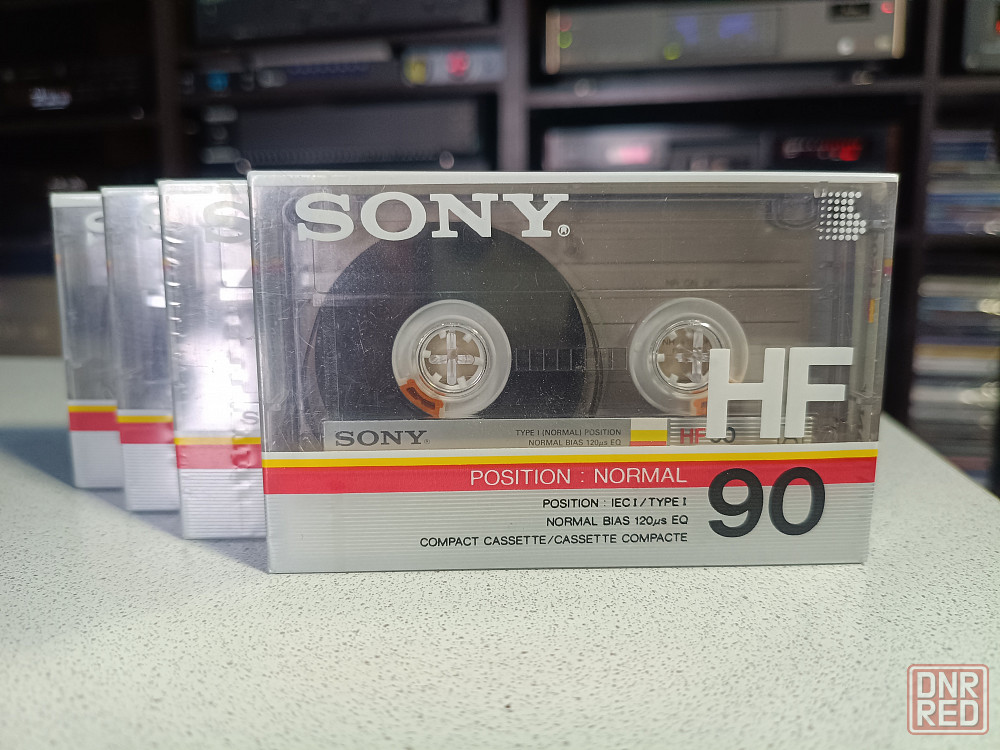 SONY®
SONY®
TYPE I (NORMAL) POSITION
NORMAL BIAS 120µs EQ
HF
HF
POSITION : NORMAL
90
POSITION : IEC I / TYPE I
NORMAL BIAS 120µs EQ
COMPACT CASSETTE/CASSETTE COMPACTE
DNR
RED